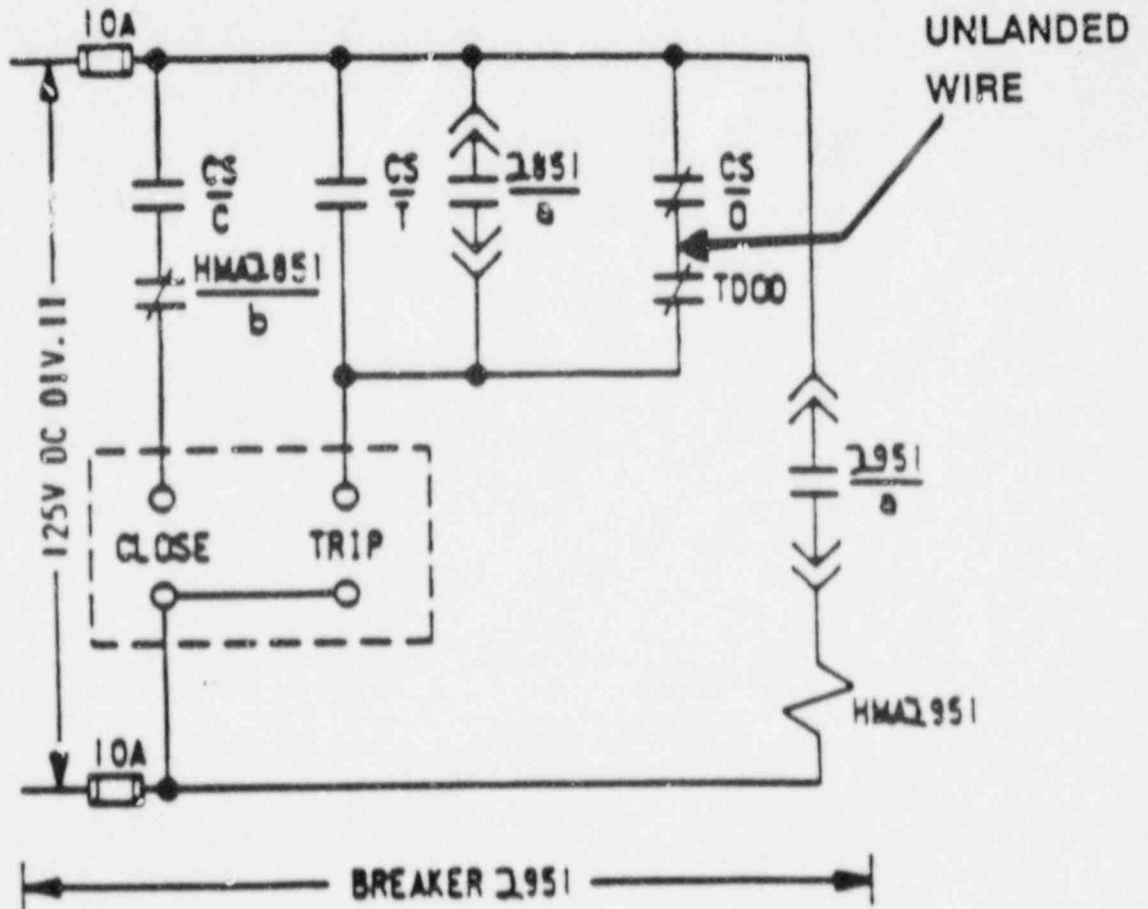 10A
UNLANDED
WIRE
CS
C
CS
T
2851
a
CS
O
HMA2851
b
TDOO
125V DC DIV.II
2951
a
CLOSE TRIP
HMA2951
10A
BREAKER 2951